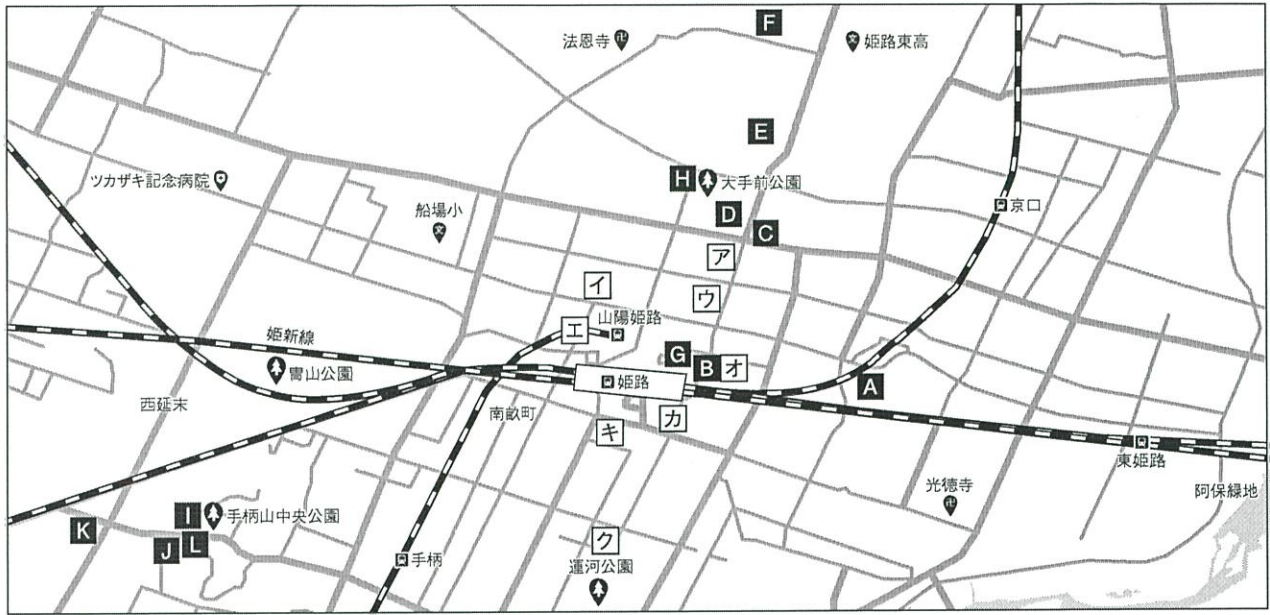 F
法恩寺
姫路東高
E
ツカザキ記念病院
H
大手前公園
船場小
D
京口
C
ア
イ
ウ
山陽姫路
エ
姫新線
G
B
オ
冑山公園
姫路
A
西延末
南畝町
カ
キ
東姫路
光徳寺
阿保緑地
I
手柄山中央公園
K
J
L
ク
手柄
運河公園